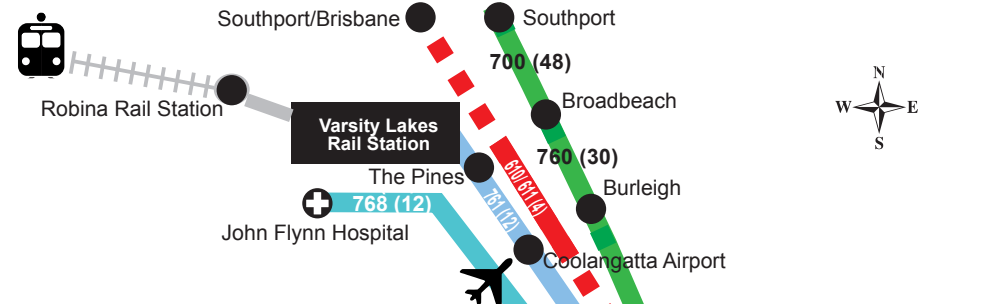 Southport/Brisbane
Southport
700 (48)
Robina Rail Station
Broadbeach
N
W
E
S
Varsity Lakes
Rail Station
760 (30)
The Pines
610/611 (4)
Burleigh
768 (12)
761 (12)
John Flynn Hospital
Coolangatta Airport